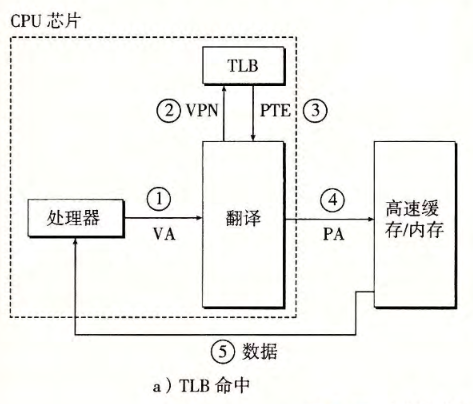 CPU 芯片
TLB
② VPN PTE ③
处理器
① VA
翻译
④ PA
高速缓
存/内存
⑤ 数据
a) TLB 命中